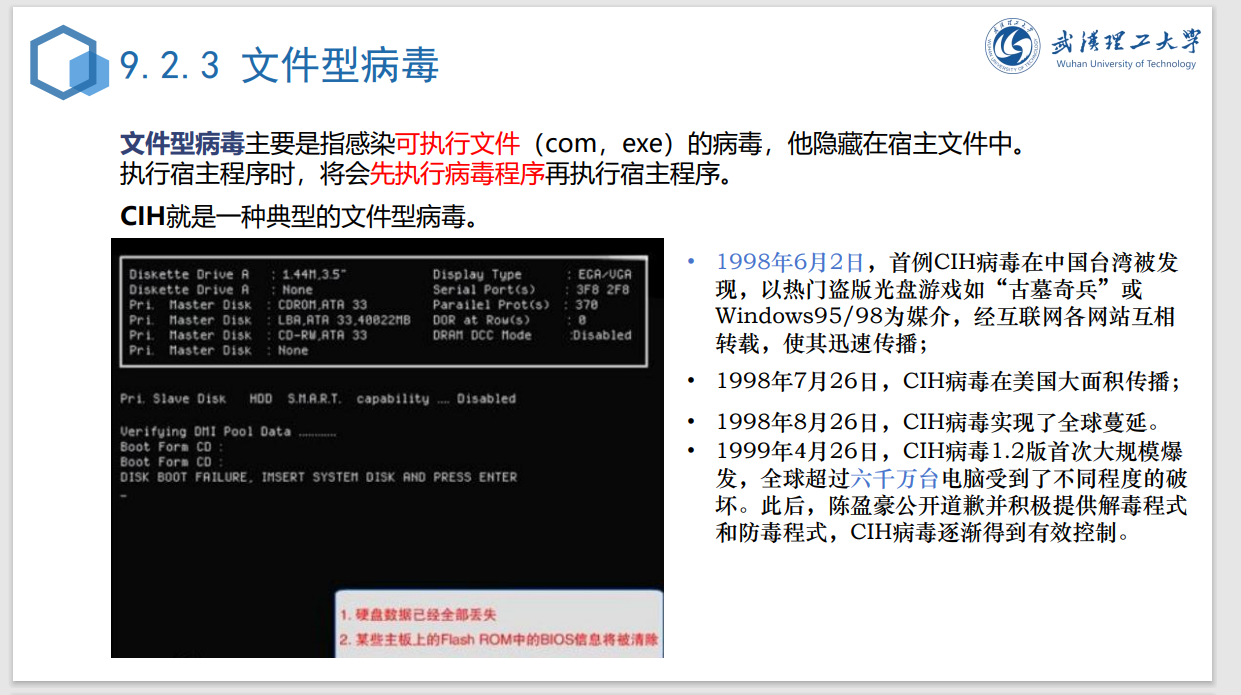 9.2.3 文件型病毒
武汉理工大学
Wuhan University of Technology
文件型病毒主要是指感染可执行文件（com，exe）的病毒，他隐藏在宿主文件中。
执行宿主程序时，将会先执行病毒程序再执行宿主程序。
CIH就是一种典型的文件型病毒。
Diskette Drive A : 1.44M,3.5" Display Type : EGA/VGA
Diskette Drive A : None Serial Port(s) : 3F8 2F8
Pri. Master Disk : CDROM,ATA 33 Parailel Prot(s) : 370
Pri. Master Disk : LBA,ATA 33,40022MB DOR at Row(s) : 0
Pri. Master Disk : CD-RW,ATA 33 DRAM DCC Mode :Disabled
Pri. Master Disk : None
Pri. Slave Disk HDD S.M.A.R.T. capability .... Disabled
Verifying DMI Pool Data ............
Boot Form CD :
Boot Form CD :
DISK BOOT FAILURE, INSERT SYSTEM DISK AND PRESS ENTER
1. 硬盘数据已经全部丢失
2. 某些主板上的Flash ROM中的BIOS信息将被清除
• 1998年6月2日，首例CIH病毒在中国台湾被发
现，以热门盗版光盘游戏如“古墓奇兵”或
Windows95/98为媒介，经互联网各网站互相
转载，使其迅速传播；
• 1998年7月26日，CIH病毒在美国大面积传播；
• 1998年8月26日，CIH病毒实现了全球蔓延。
• 1999年4月26日，CIH病毒1.2版首次大规模爆
发，全球超过六千万台电脑受到了不同程度的破
坏。此后，陈盈豪公开道歉并积极提供解毒程式
和防毒程式，CIH病毒逐渐得到有效控制。